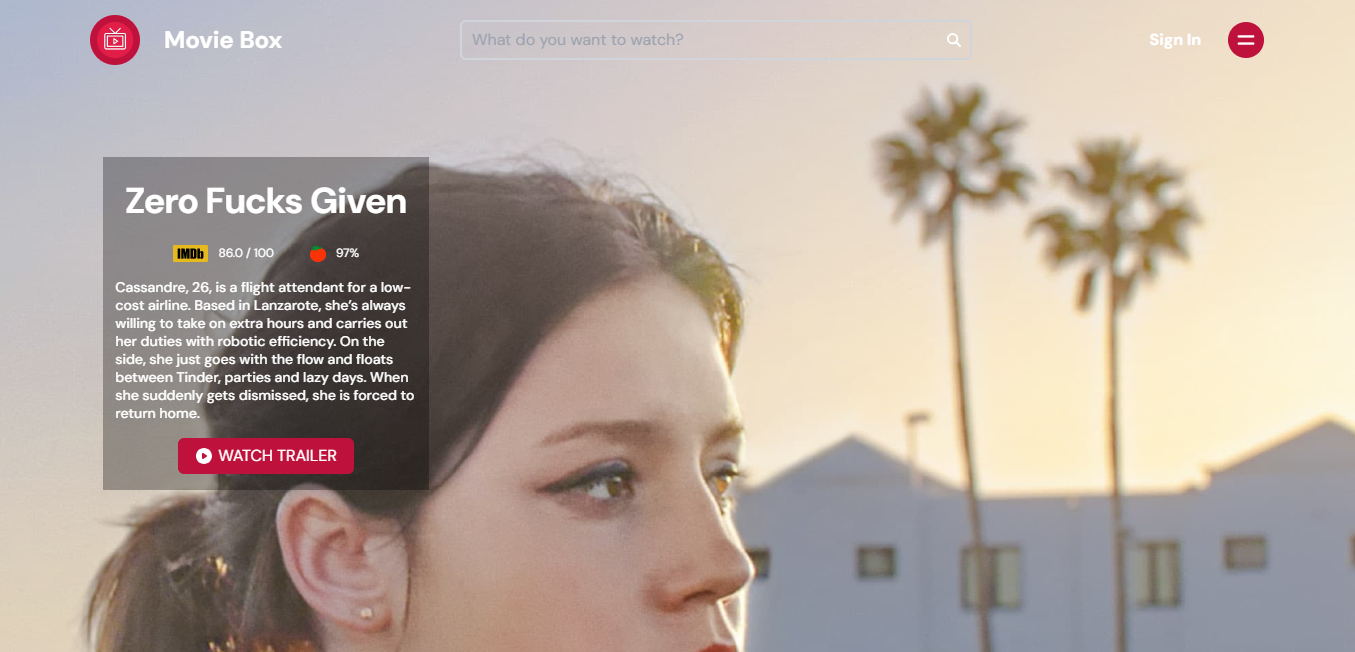 Movie Box
What do you want to watch?
Sign In
Zero Fucks Given
IMDb 86.0 / 100 97%
Cassandre, 26, is a flight attendant for a low-
cost airline. Based in Lanzarote, she's always
willing to take on extra hours and carries out
her duties with robotic efficiency. On the
side, she just goes with the flow and floats
between Tinder, parties and lazy days. When
she suddenly gets dismissed, she is forced to
return home.
WATCH TRAILER